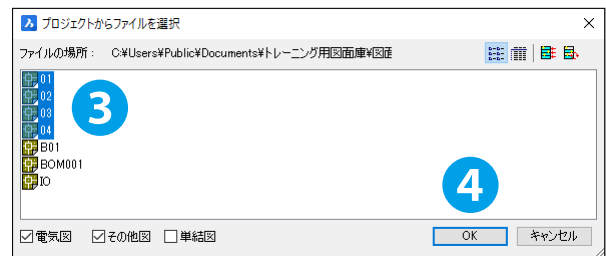 プロジェクトからファイルを選択
ファイルの場所: C:¥Users¥Public¥Documents¥トレーニング用図面庫¥図面
01
02
03
04
B01
BOM001
IO
3
4
電気図 その他図 単結図
OK キャンセル